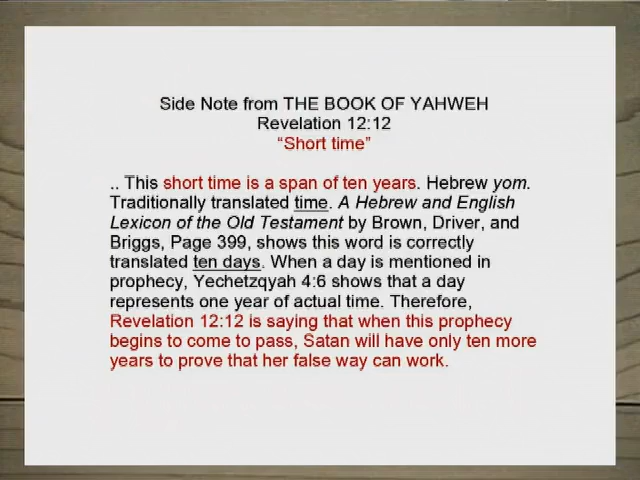 Side Note from THE BOOK OF YAHWEH
Revelation 12:12
“Short time”
.. This short time is a span of ten years. Hebrew yom.
Traditionally translated time. A Hebrew and English
Lexicon of the Old Testament by Brown, Driver, and
Briggs, Page 399, shows this word is correctly
translated ten days. When a day is mentioned in
prophecy, Yechetzqyah 4:6 shows that a day
represents one year of actual time. Therefore,
Revelation 12:12 is saying that when this prophecy
begins to come to pass, Satan will have only ten more
years to prove that her false way can work.